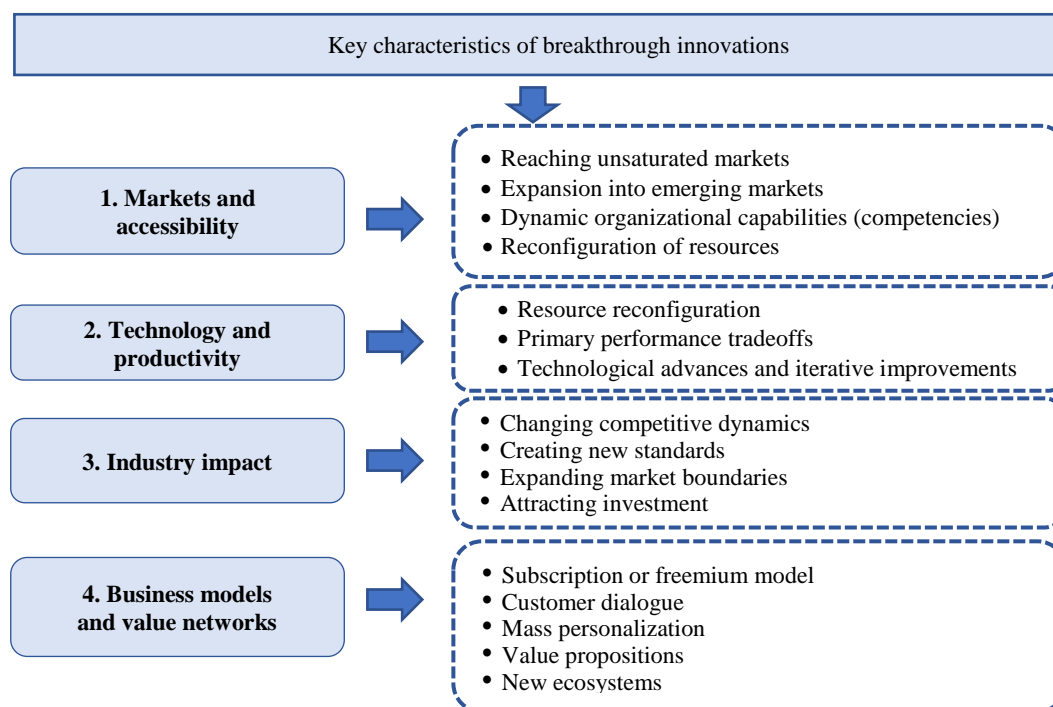 Key characteristics of breakthrough innovations
1. Markets and
accessibility
• Reaching unsaturated markets
• Expansion into emerging markets
• Dynamic organizational capabilities (competencies)
• Reconfiguration of resources
2. Technology and
productivity
• Resource reconfiguration
• Primary performance tradeoffs
• Technological advances and iterative improvements
3. Industry impact
• Changing competitive dynamics
• Creating new standards
• Expanding market boundaries
• Attracting investment
4. Business models
and value networks
• Subscription or freemium model
• Customer dialogue
• Mass personalization
• Value propositions
• New ecosystems